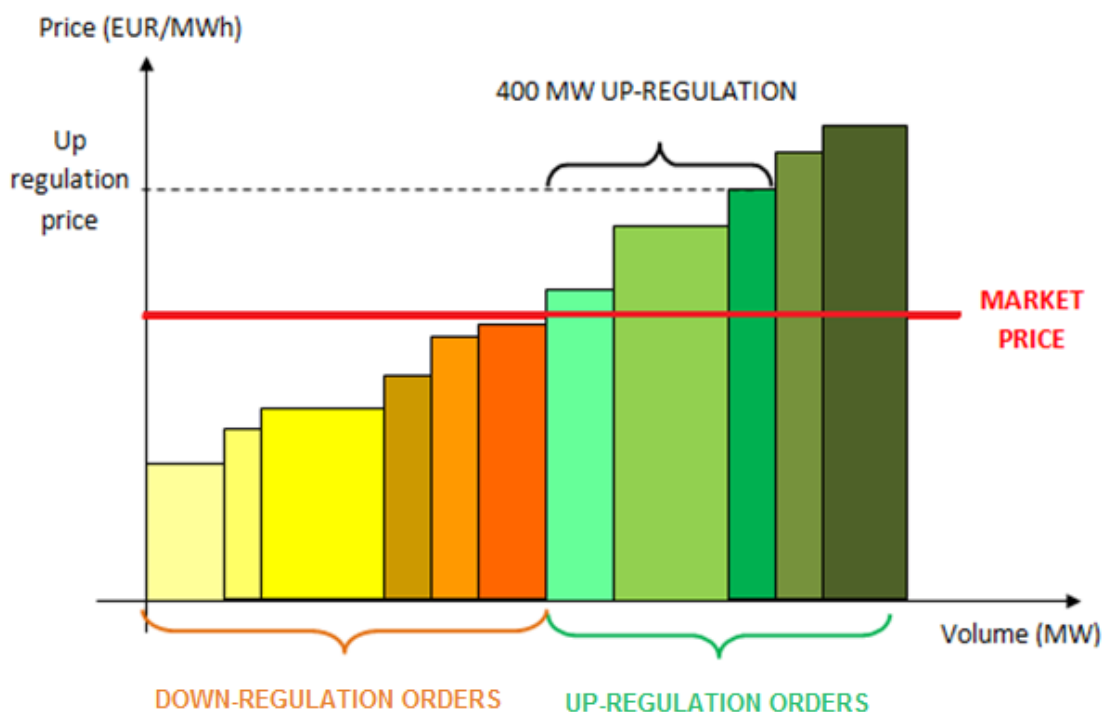 Price (EUR/MWh)
400 MW UP-REGULATION
Up
regulation
price
MARKET
PRICE
Volume (MW)
DOWN-REGULATION ORDERS
UP-REGULATION ORDERS